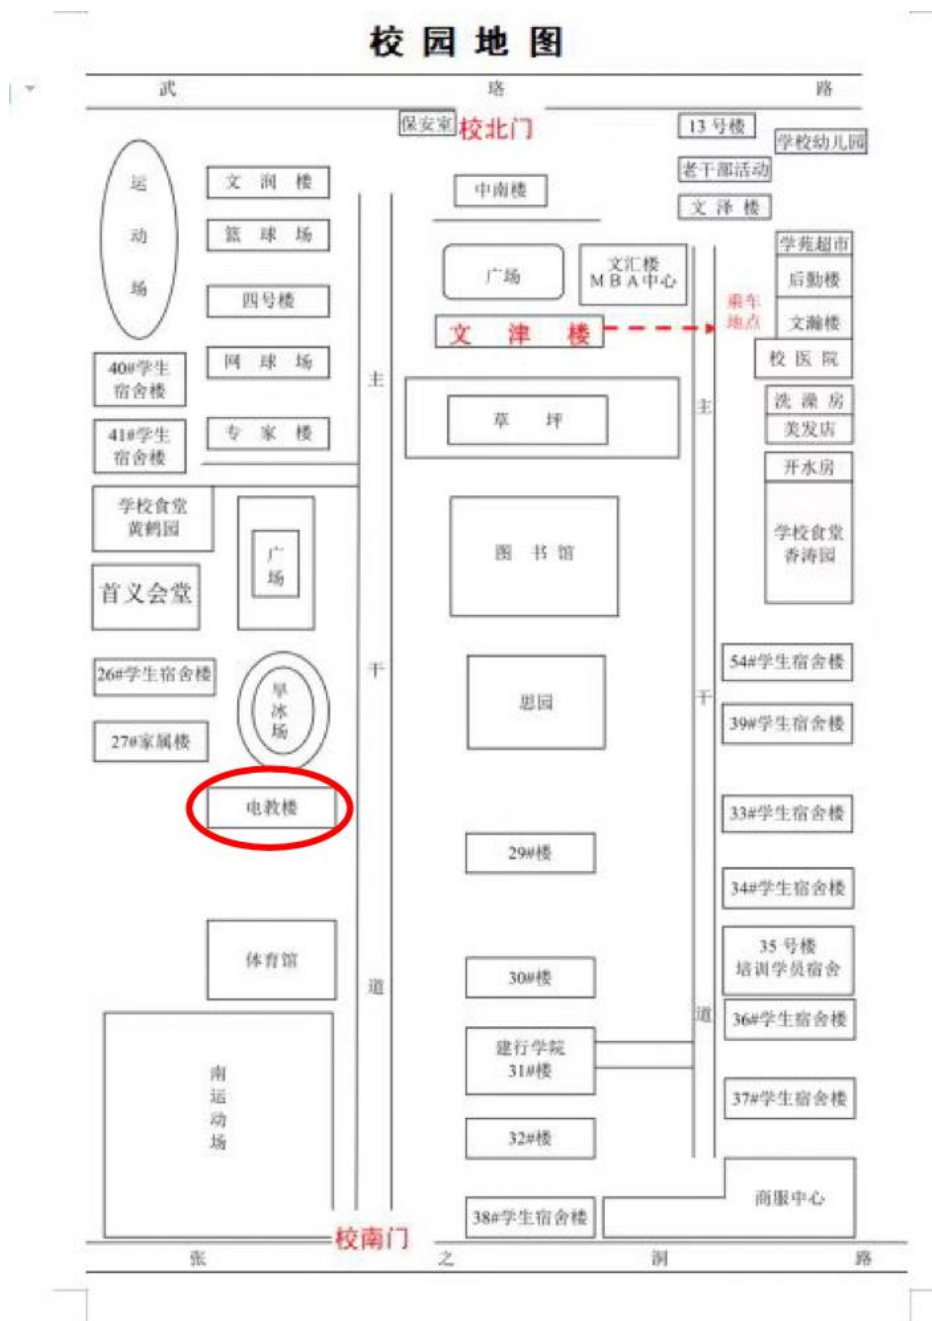 校园地图
武 珞 路
保安室
校北门
13 号楼
学校幼儿园
运动场
文 润 楼
中南楼
老干部活动
文 泽 楼
篮 球 场
广场
文汇楼
MBA中心
学苑超市
后勤楼
四号楼
文 津 楼
乘车
地点
文瀚楼
40#学生
宿舍楼
网 球 场
主干道
草 坪
主干道
校 医 院
洗 澡 房
美发店
41#学生
宿舍楼
专 家 楼
开水房
学校食堂
黄鹤园
广场
图 书 馆
学校食堂
香涛园
首义会堂
26#学生宿舍楼
旱冰场
思园
54#学生宿舍楼
27#家属楼
39#学生宿舍楼
电教楼
29#楼
33#学生宿舍楼
34#学生宿舍楼
体育馆
30#楼
35 号楼
培训学员宿舍
36#学生宿舍楼
南运动场
建行学院
31#楼
37#学生宿舍楼
32#楼
38#学生宿舍楼
商服中心
校南门
张 之 洞 路